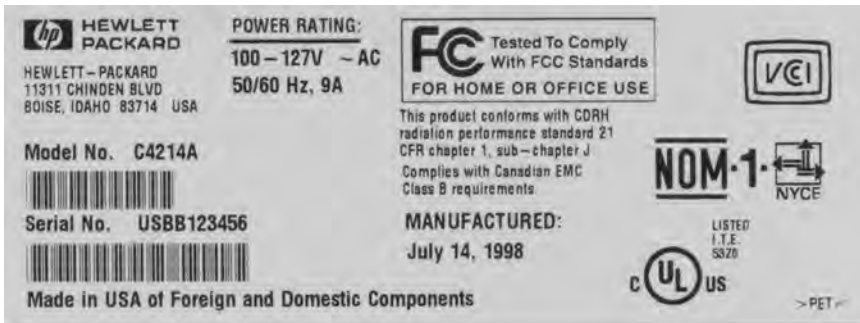 hp HEWLETT
PACKARD
HEWLETT-PACKARD
11311 CHINDEN BLVD
BOISE, IDAHO 83714 USA
Model No. C4214A
Serial No. USBB123456
Made in USA of Foreign and Domestic Components
POWER RATING:
100-127V ~ AC
50/60 Hz, 9A
FC Tested To Comply
With FCC Standards
FOR HOME OR OFFICE USE
This product conforms with CDRH
radiation performance standard 21
CFR chapter 1, sub-chapter J
Complies with Canadian EMC
Class B requirements
MANUFACTURED:
July 14, 1998
VCI
NOM·1·
NYCE
LISTED
I.T.E.
C UL US
>PET<